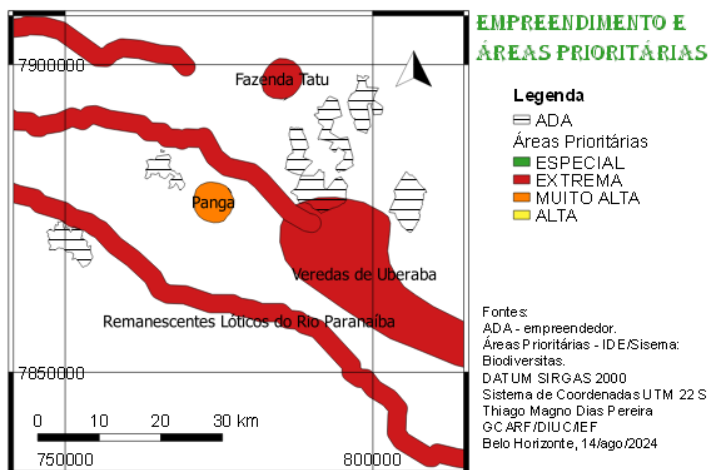 EMPREENDIMENTO E
ÁREAS PRIORITÁRIAS
7900000
Fazenda Tatu
Panga
Veredas de Uberaba
Remanescentes Lóticos do Rio Paranaíba
7850000
0 10 20 30 km
750000 800000
Legenda
ADA
Áreas Prioritárias
ESPECIAL
EXTREMA
MUITO ALTA
ALTA
Fontes:
ADA - empreendedor.
Áreas Prioritárias - IDE/Sisema:
Biodiversitas.
DATUM SIRGAS 2000
Sistema de Coordenadas UTM 22 S
Thiago Magno Dias Pereira
GCARF/DIUC/IEF
Belo Horizonte, 14/ago/2024